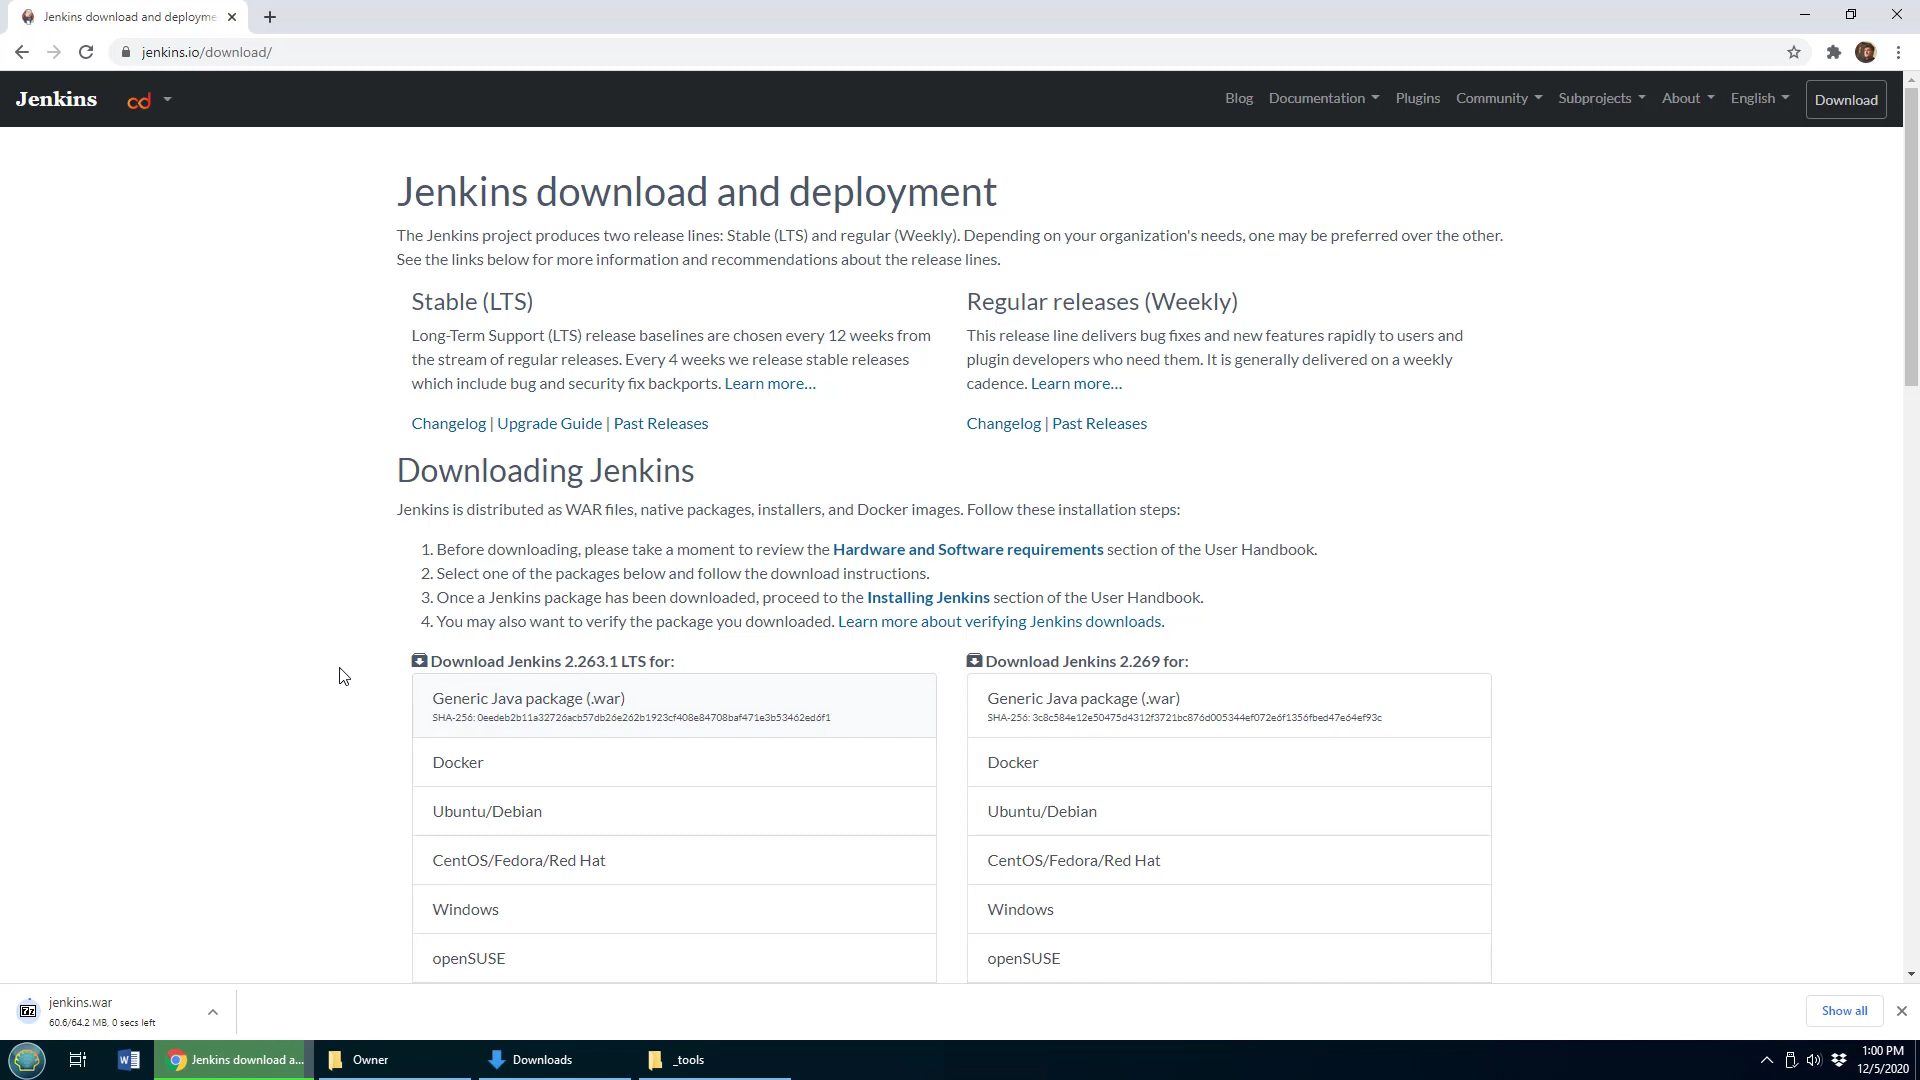 Jenkins download and deployme
jenkins.io/download/
Jenkins cd Blog Documentation Plugins Community Subprojects About English Download
Jenkins download and deployment
The Jenkins project produces two release lines: Stable (LTS) and regular (Weekly). Depending on your organization's needs, one may be preferred over the other.
See the links below for more information and recommendations about the release lines.
Stable (LTS)
Long-Term Support (LTS) release baselines are chosen every 12 weeks from
the stream of regular releases. Every 4 weeks we release stable releases
which include bug and security fix backports. Learn more...
Changelog | Upgrade Guide | Past Releases
Regular releases (Weekly)
This release line delivers bug fixes and new features rapidly to users and
plugin developers who need them. It is generally delivered on a weekly
cadence. Learn more...
Changelog | Past Releases
Downloading Jenkins
Jenkins is distributed as WAR files, native packages, installers, and Docker images. Follow these installation steps:
1. Before downloading, please take a moment to review the Hardware and Software requirements section of the User Handbook.
2. Select one of the packages below and follow the download instructions.
3. Once a Jenkins package has been downloaded, proceed to the Installing Jenkins section of the User Handbook.
4. You may also want to verify the package you downloaded. Learn more about verifying Jenkins downloads.
Download Jenkins 2.263.1 LTS for:
Generic Java package (.war)
SHA-256: 0eedeb2b11a32726acb57db26e262b1923cf408e84708baf471e3b53462ed6f1
Docker
Ubuntu/Debian
CentOS/Fedora/Red Hat
Windows
openSUSE
Download Jenkins 2.269 for:
Generic Java package (.war)
SHA-256: 3c8c584e12e50475d4312f3721bc876d005344ef072e6f1356fbed47e64ef93c
Docker
Ubuntu/Debian
CentOS/Fedora/Red Hat
Windows
openSUSE
jenkins.war
60.6/64.2 MB, 0 secs left
Show all
Jenkins download a...
Owner
Downloads
_tools
1:00 PM
12/5/2020